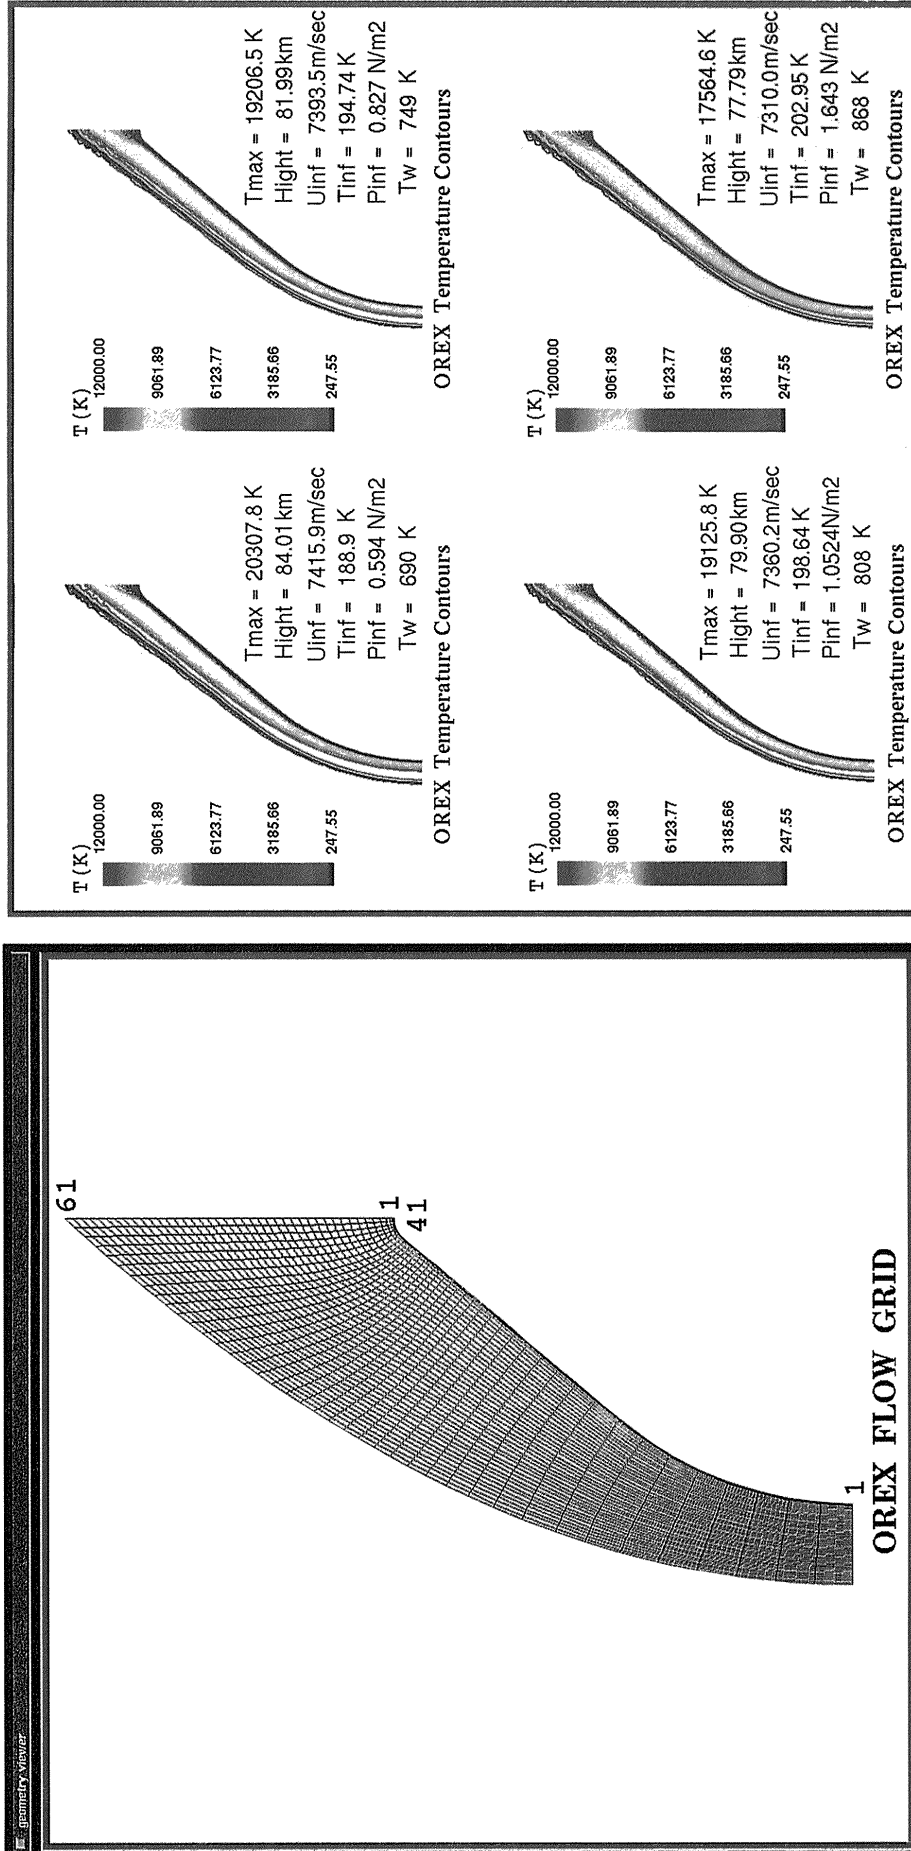 geometry viewer
61
1
41
1
OREX FLOW GRID
T (K)
12000.00
9061.89
6123.77
3185.66
247.55
Tmax = 20307.8 K
Hight = 84.01km
Uinf = 7415.9m/sec
Tinf = 188.9 K
Pinf = 0.594 N/m2
Tw = 690 K
OREX Temperature Contours
T (K)
12000.00
9061.89
6123.77
3185.66
247.55
Tmax = 19206.5 K
Hight = 81.99km
Uinf = 7393.5m/sec
Tinf = 194.74 K
Pinf = 0.827 N/m2
Tw = 749 K
OREX Temperature Contours
T (K)
12000.00
9061.89
6123.77
3185.66
247.55
Tmax = 19125.8 K
Hight = 79.90km
Uinf = 7360.2m/sec
Tinf = 198.64 K
Pinf = 1.0524N/m2
Tw = 808 K
OREX Temperature Contours
T (K)
12000.00
9061.89
6123.77
3185.66
247.55
Tmax = 17564.6 K
Hight = 77.79km
Uinf = 7310.0m/sec
Tinf = 202.95 K
Pinf = 1.643 N/m2
Tw = 868 K
OREX Temperature Contours